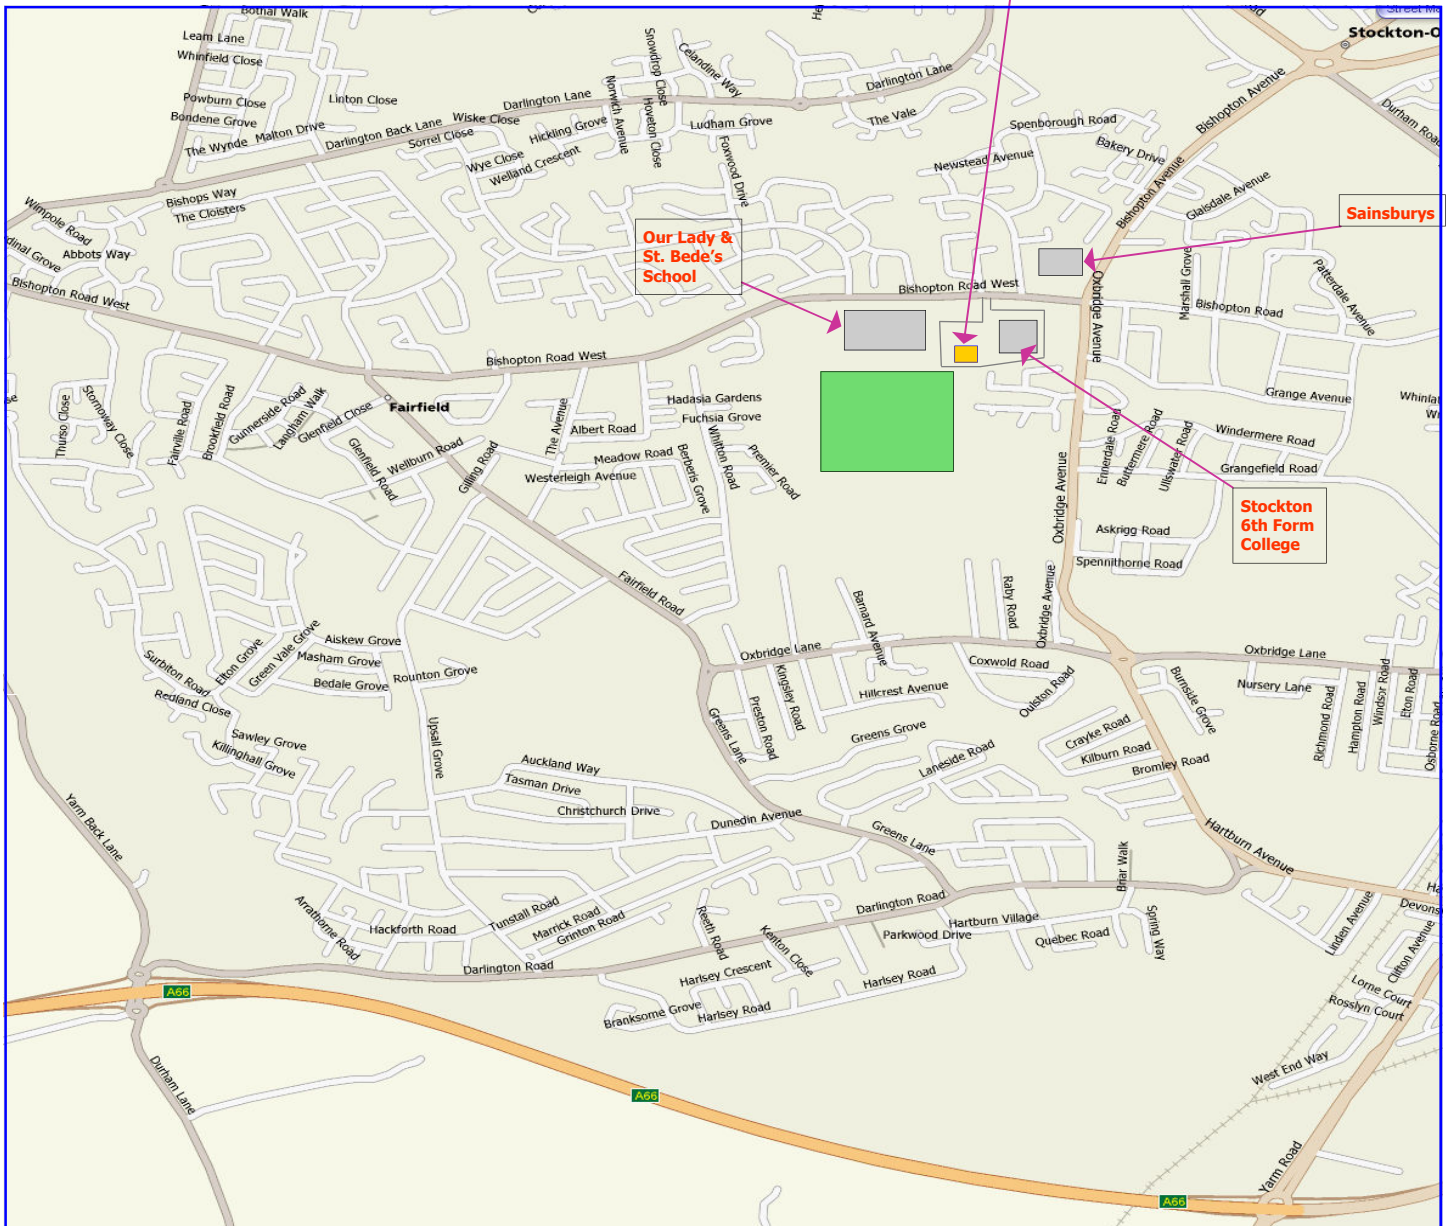 Bothal Walk
Street Ma
Stockton-O
Leam Lane
Whinfield Close
Snowdrop Close
Celandine Way
Darlington Lane
Bishopton Avenue
Powburn Close
Linton Close
Darlington Lane
Norwich Avenue
Hoveton Close
Durham Road
Bondene Grove
Malton Drive
Darlington Back Lane
Wiske Close
Hickling Grove
Ludham Grove
The Vale
Spenborough Road
The Wynde
Sorrel Close
Wye Close
Welland Crescent
Foxwood Drive
Newstead Avenue
Bakery Drive
Bishopton Avenue
Glaisdale Avenue
Bishops Way
The Cloisters
Wimpole Road
Abbots Way
dinal Grove
Our Lady &
St. Bede's
School
Sainsburys
Bishopton Road West
Bishopton Road West
Oxbridge Avenue
Marshall Grove
Bishopton Road
Patterdale Avenue
Bishopton Road West
Fairfield
Thurso Close
Stornoway Close
Fairville Road
Brookfield Road
Gunnerside Road
Langham Walk
Glenfield Close
Glenfield Road
Wellburn Road
Gilling Road
The Avenue
Albert Road
Hadasia Gardens
Fuchsia Grove
Meadow Road
Westerleigh Avenue
Berberis Grove
Whitton Road
Premier Road
Grange Avenue
Whinlat
Ennerdale Road
Buttermere Road
Ullswater Road
Windermere Road
Grangefield Road
Oxbridge Avenue
Stockton
6th Form
College
Askrigg Road
Spennithorne Road
Fairfield Road
Barnard Avenue
Raby Road
Oxbridge Avenue
Oxbridge Lane
Oxbridge Lane
Aiskew Grove
Masham Grove
Bedale Grove
Rounton Grove
Elton Grove
Green Vale Grove
Surbiton Road
Redland Close
Sawley Grove
Killinghall Grove
Upsall Grove
Kingsley Road
Preston Road
Greens Lane
Hillcrest Avenue
Coxwold Road
Oulston Road
Burnside Grove
Nursery Lane
Richmond Road
Hampton Road
Windsor Road
Eton Road
Osborne Road
Greens Grove
Laneside Road
Crayke Road
Kilburn Road
Bromley Road
Auckland Way
Tasman Drive
Christchurch Drive
Dunedin Avenue
Greens Lane
Hartburn Avenue
Yarm Back Lane
Briar Walk
Darlington Road
Hartburn Village
Parkwood Drive
Quebec Road
Spring Way
Linden Avenue
Devons
Clifton Avenue
Arrathorne Road
Hackforth Road
Tunstall Road
Marrick Road
Grinton Road
Reeth Road
Kenton Close
Darlington Road
Harlsey Crescent
Harlsey Road
Harlsey Road
Branksome Grove
Lorne Court
Rosslyn Court
West End Way
A66
A66
A66
Durham Lane
Yarm Road